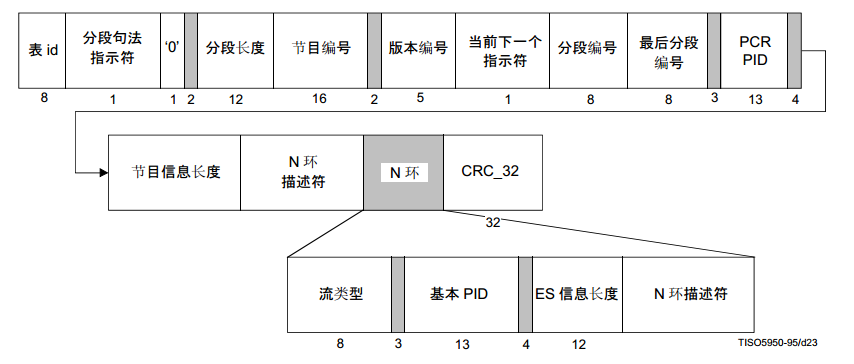 表 id
分段句法
指示符
‘0’
分段长度
节目编号
版本编号
当前下一个
指示符
分段编号
最后分段
编号
PCR
PID
8
1
1
2
12
16
2
5
1
8
8
3
13
4
节目信息长度
N 环
描述符
N 环
CRC_32
32
流类型
基本 PID
ES 信息长度
N 环描述符
8
3
13
4
12
TISO5950-95/d23